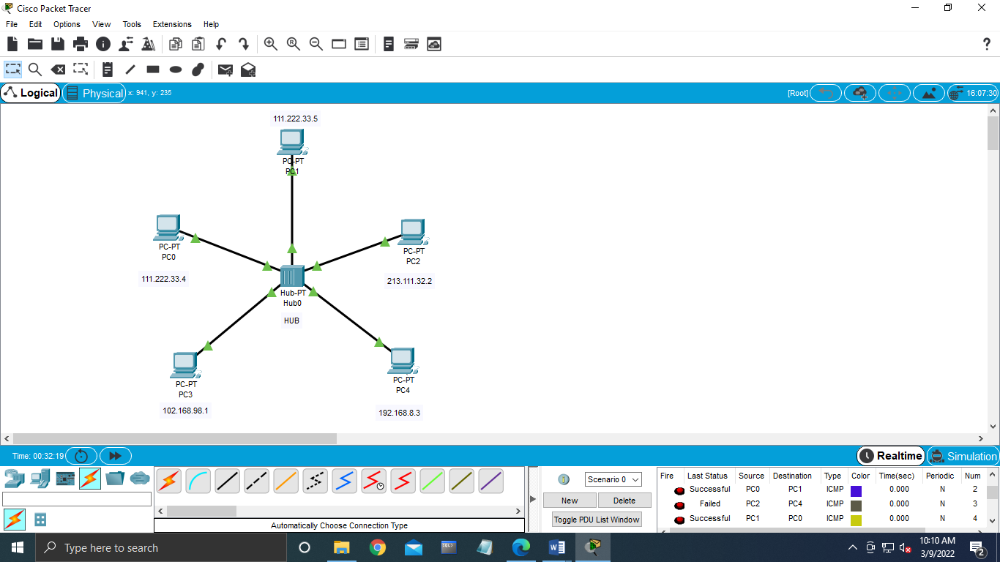 Cisco Packet Tracer
File Edit Options View Tools Extensions Help
Logical Physical x: 941, y: 235 [Root] 16:07:30
111.222.33.5
PC-PT
PC1
PC-PT
PC0
111.222.33.4
PC-PT
PC2
213.111.32.2
Hub-PT
Hub0
HUB
PC-PT
PC3
102.168.98.1
PC-PT
PC4
192.168.8.3
Time: 00:32:19 Realtime Simulation
Automatically Choose Connection Type
Scenario 0
New Delete
Toggle PDU List Window
Fire Last Status Source Destination Type Color Time(sec) Periodic Num
Successful PC0 PC1 ICMP 0.000 N 2
Failed PC2 PC4 ICMP 0.000 N 3
Successful PC1 PC0 ICMP 0.000 N 4
Type here to search
10:10 AM
3/9/2022
2